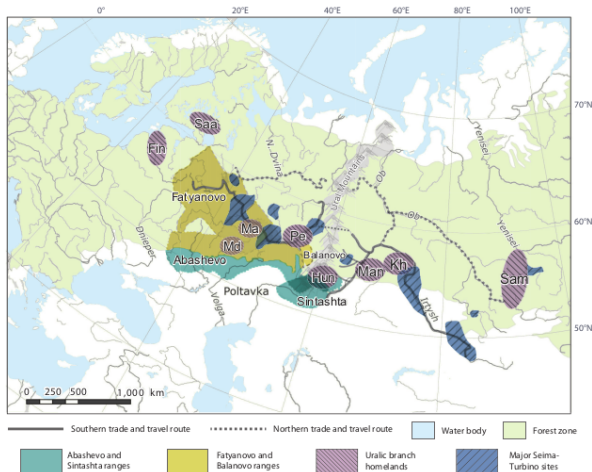 0° 20°E 40°E 60°E 80°E 100°E
70°N
60°N
50°N
Saa
Fin
N. Dvina
Ural Mountains
Ob
Yenisei
Fatyanovo
Ob
Ma
Pe
Yenisei
Dnieper
Md
Balanovo
Abashevo
Hun
Man
Kh
Sam
Poltavka
Sintashta
Irtysh
Volga
0 250 500 1,000 km
Southern trade and travel route
Northern trade and travel route
Water body
Forest zone
Abashevo and
Sintashta ranges
Fatyanovo and
Balanovo ranges
Uralic branch
homelands
Major Seima-
Turbino sites